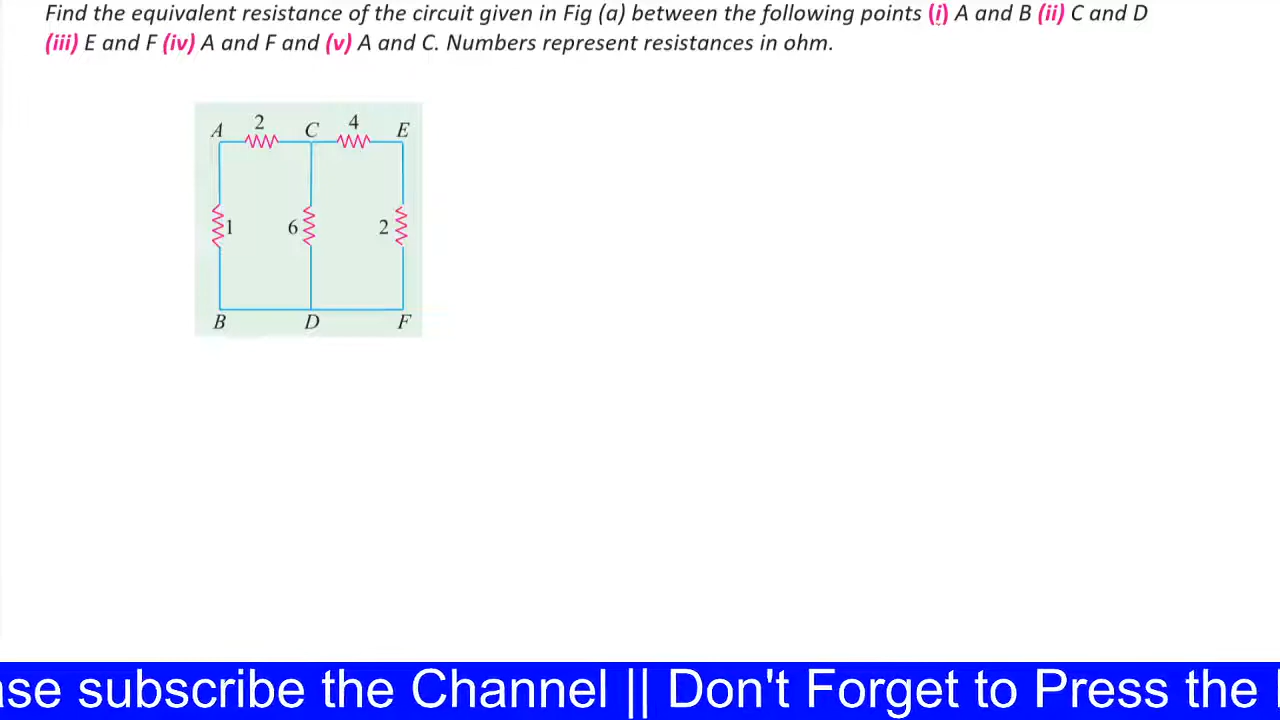 Find the equivalent resistance of the circuit given in Fig (a) between the following points (i) A and B (ii) C and D
(iii) E and F (iv) A and F and (v) A and C. Numbers represent resistances in ohm.
A 2 C 4 E
1 6 2
B D F
ase subscribe the Channel || Don't Forget to Press the